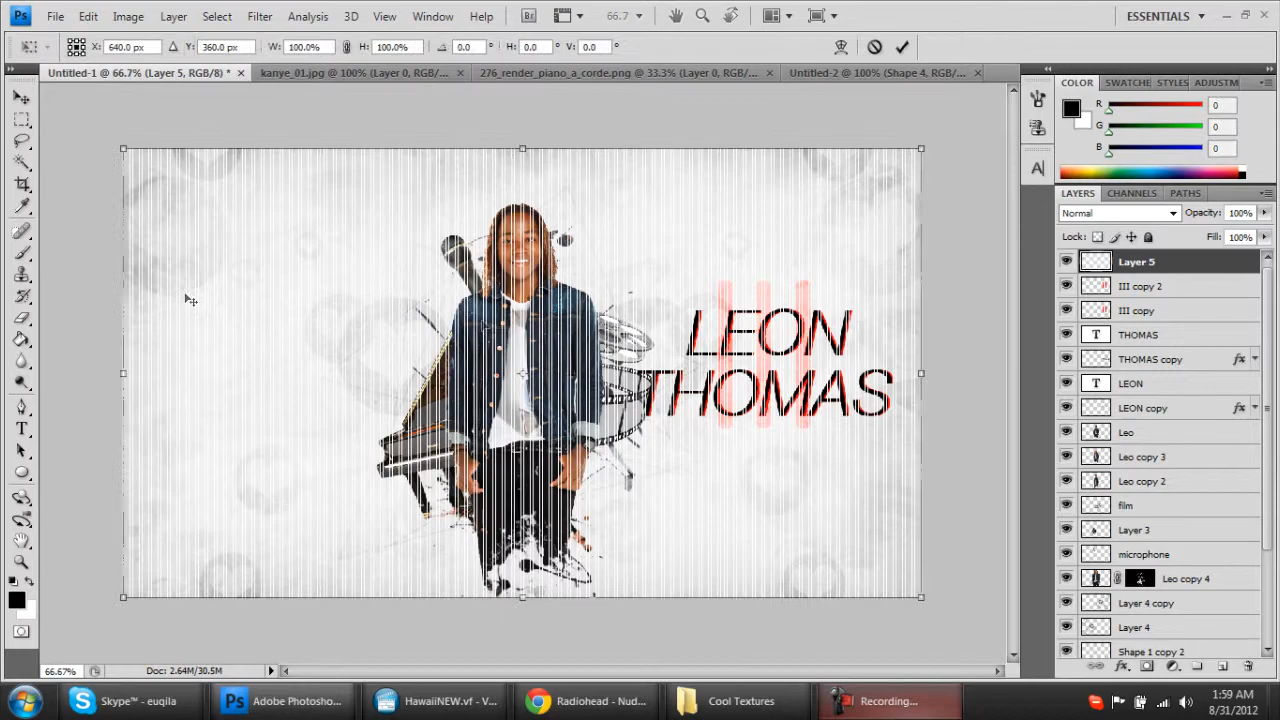 Ps File Edit Image Layer Select Filter Analysis 3D View Window Help Br 66.7 ESSENTIALS
X: 640.0 px Y: 360.0 px W: 100.0% H: 100.0% 0.0 ° H: 0.0 ° V: 0.0 °
Untitled-1 @ 66.7% (Layer 5, RGB/8) * kanye_01.jpg @ 100% (Layer 0, RGB/... 276_render_piano_a_corde.png @ 33.3% (Layer 0, RGB/... Untitled-2 @ 100% (Shape 4, RGB/...
COLOR SWATCHE STYLES ADJUSTM
R 0
G 0
B 0
LAYERS CHANNELS PATHS
Normal Opacity: 100%
Lock: Fill: 100%
Layer 5
III copy 2
III copy
THOMAS
THOMAS copy fx
LEON
LEON copy fx
Leo
Leo copy 3
Leo copy 2
film
Layer 3
microphone
Leo copy 4
Layer 4 copy
Layer 4
Shape 1 copy 2
LEON
THOMAS
66.67% Doc: 2.64M/30.5M
Skype™ - euqila Adobe Photosho... HawaiiNEW.vf - V... Radiohead - Nud... Cool Textures Recording...
1:59 AM
8/31/2012